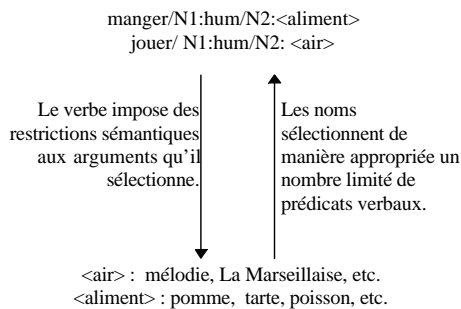 manger/N1:hum/N2:<aliment>
jouer/ N1:hum/N2: <air>
Le verbe impose des
restrictions sémantiques
aux arguments qu'il
sélectionne.
Les noms
sélectionnent de
manière appropriée un
nombre limité de
prédicats verbaux.
<air> : mélodie, La Marseillaise, etc.
<aliment> : pomme, tarte, poisson, etc.